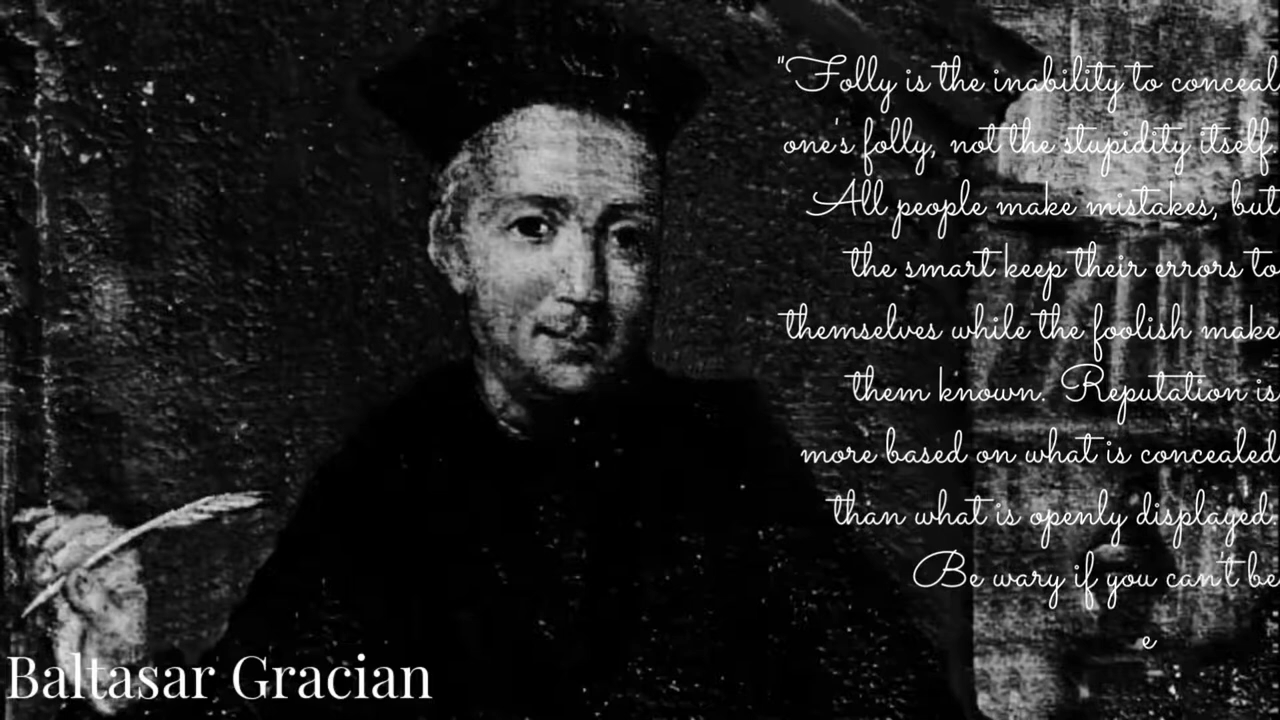 "Folly is the inability to conceal
one's folly, not the stupidity itself.
All people make mistakes, but
the smart keep their errors to
themselves while the foolish make
them known. Reputation is
more based on what is concealed
than what is openly displayed.
Be wary if you can't be
e
Baltasar Gracian